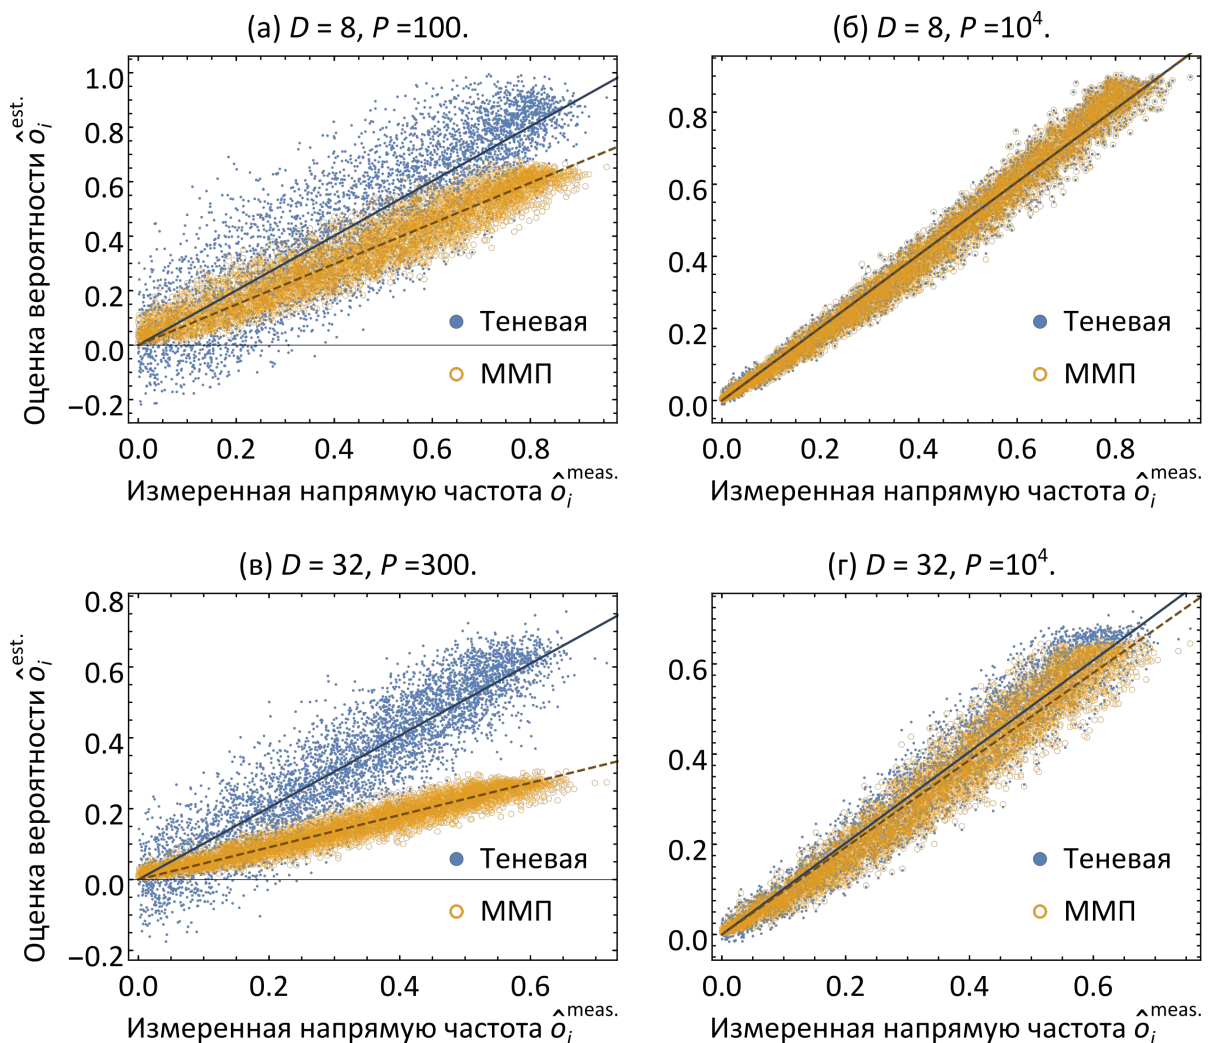 (а) D = 8, P =100.
(б) D = 8, P =10⁴.
Оценка вероятности ô_i^est.
1.0
0.8
0.6
0.4
0.2
0.0
−0.2
Теневая
ММП
0.0 0.2 0.4 0.6 0.8
Измеренная напрямую частота ô_i^meas.
0.8
0.6
0.4
0.2
0.0
Теневая
ММП
0.0 0.2 0.4 0.6 0.8
Измеренная напрямую частота ô_i^meas.
(в) D = 32, P =300.
(г) D = 32, P =10⁴.
Оценка вероятности ô_i^est.
0.8
0.6
0.4
0.2
0.0
−0.2
Теневая
ММП
0.0 0.2 0.4 0.6
Измеренная напрямую частота ô_i^meas.
0.6
0.4
0.2
0.0
Теневая
ММП
0.0 0.2 0.4 0.6
Измеренная напрямую частота ô_i^meas.